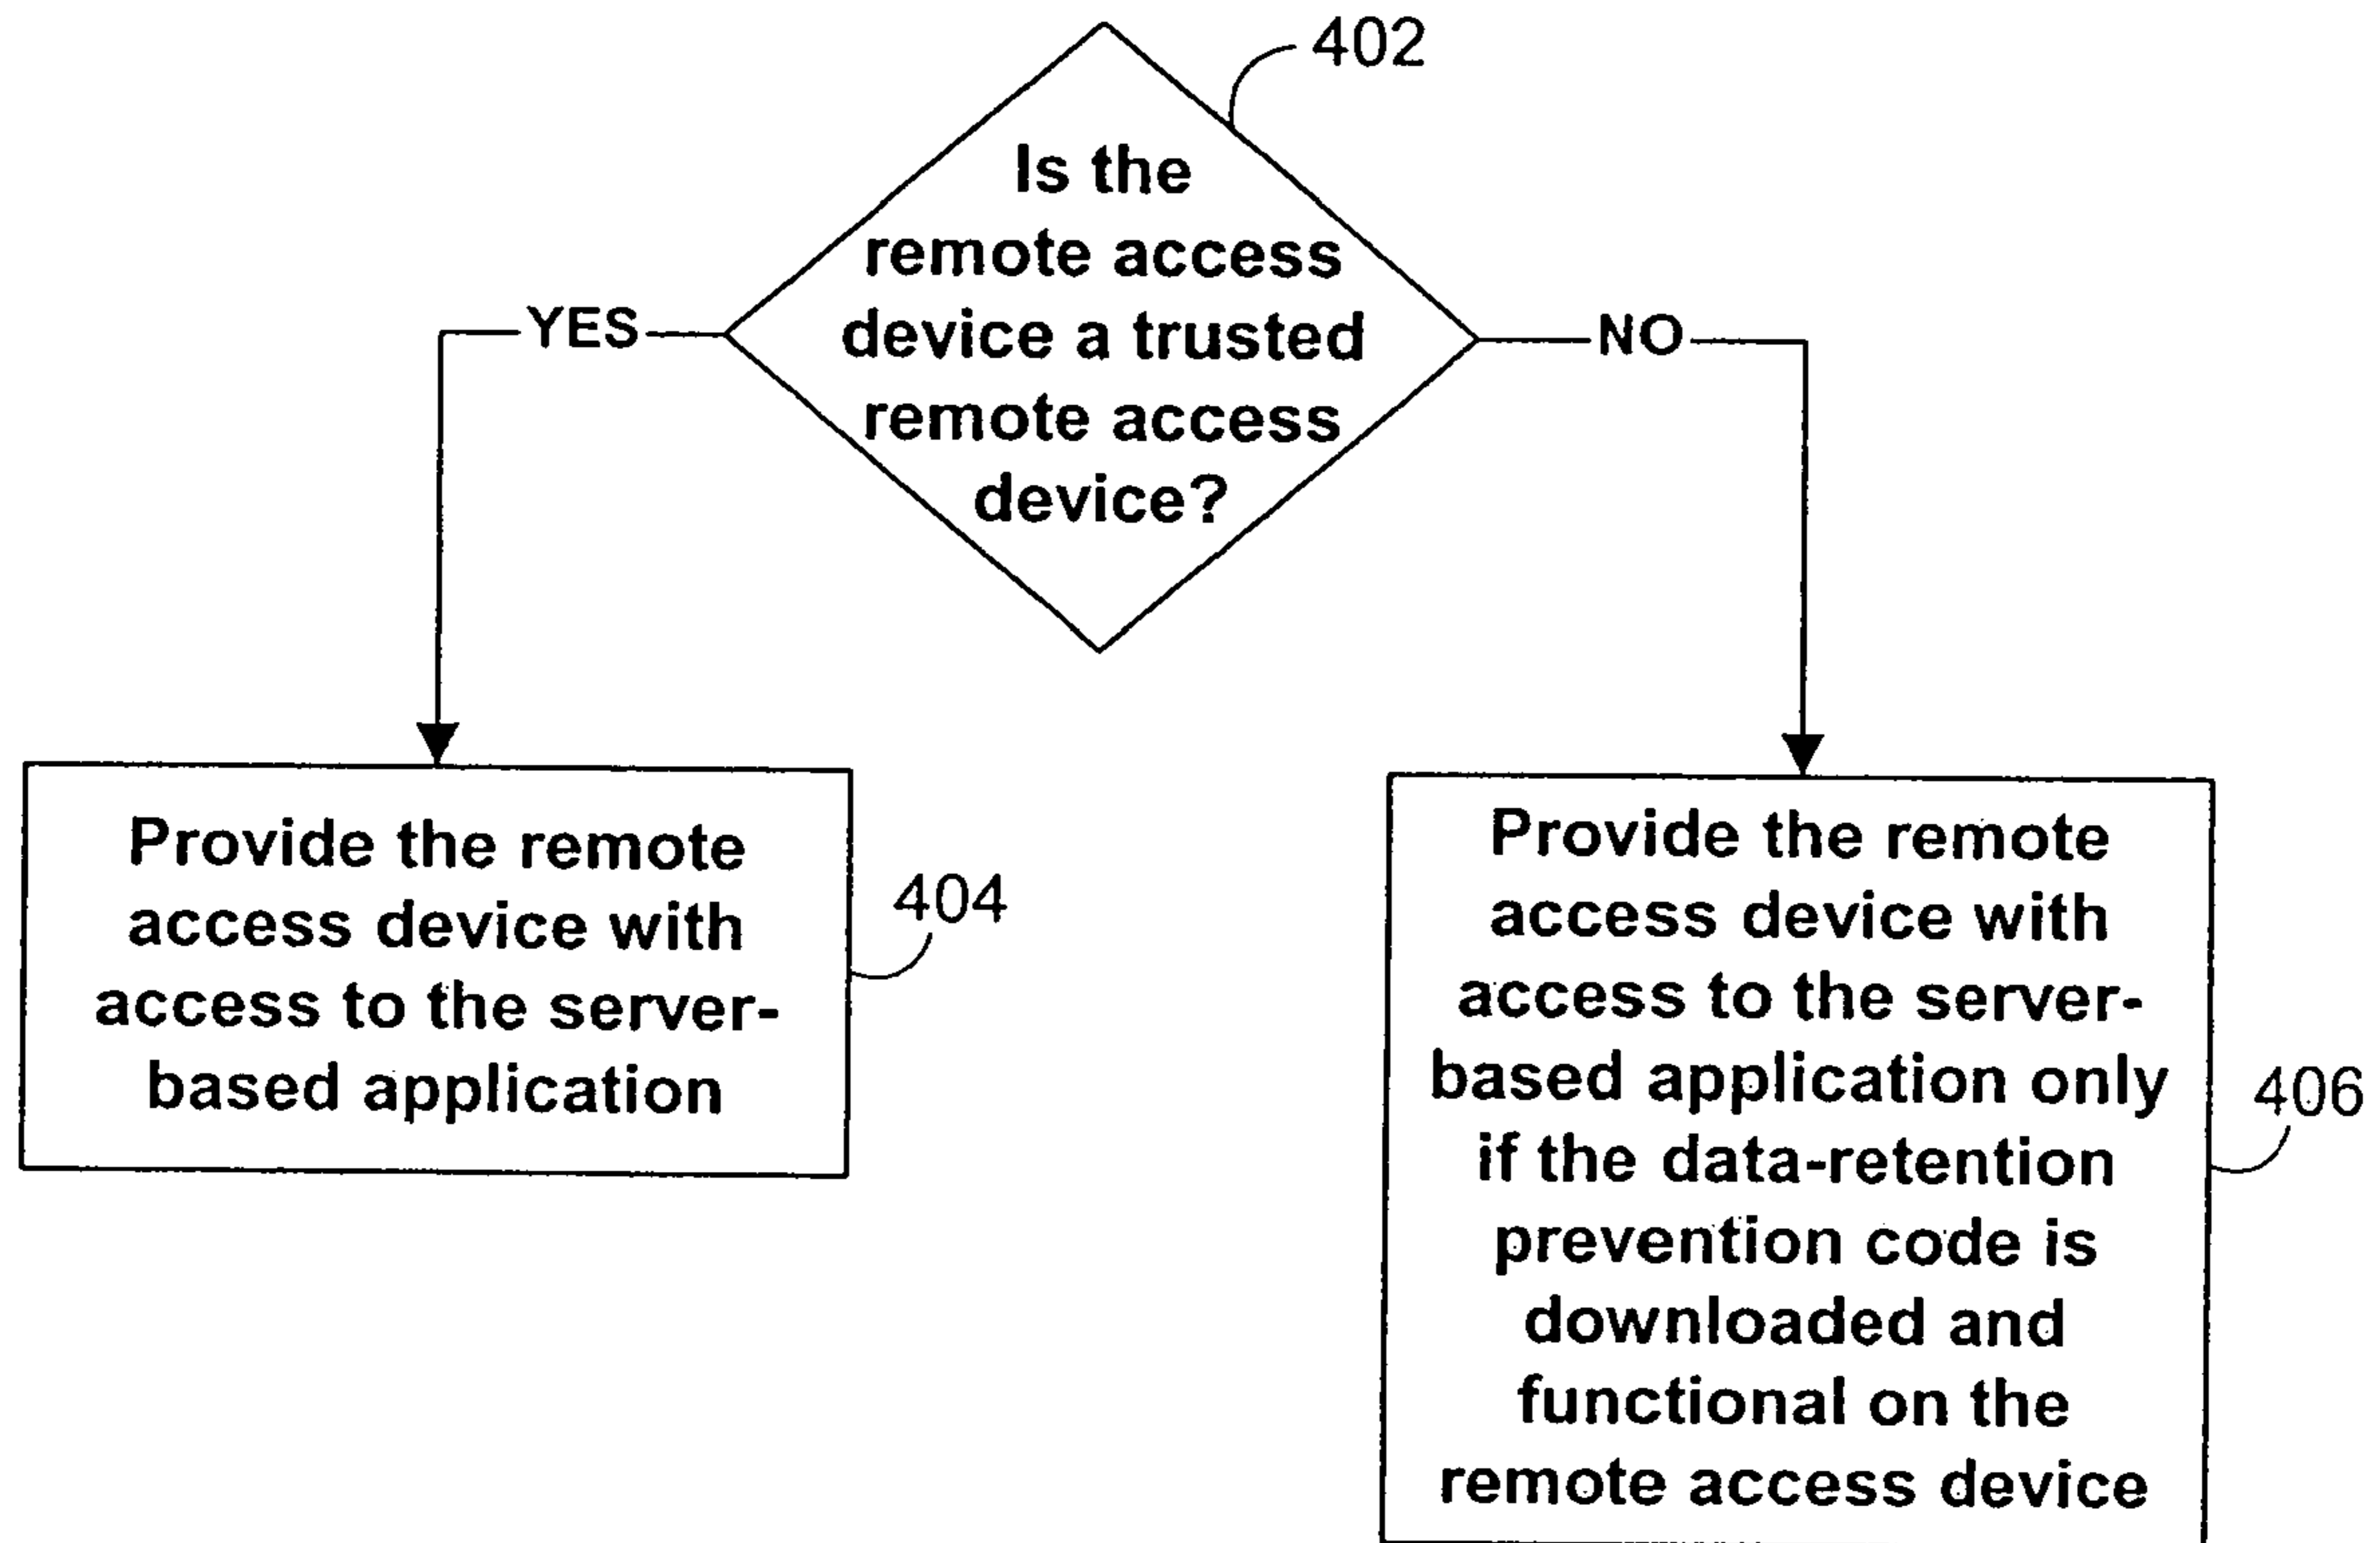 402
Is the
remote access
device a trusted
remote access
device?
YES
NO
Provide the remote
access device with
access to the server-
based application
404
Provide the remote
access device with
access to the server-
based application only
if the data-retention
prevention code is
downloaded and
functional on the
remote access device
406